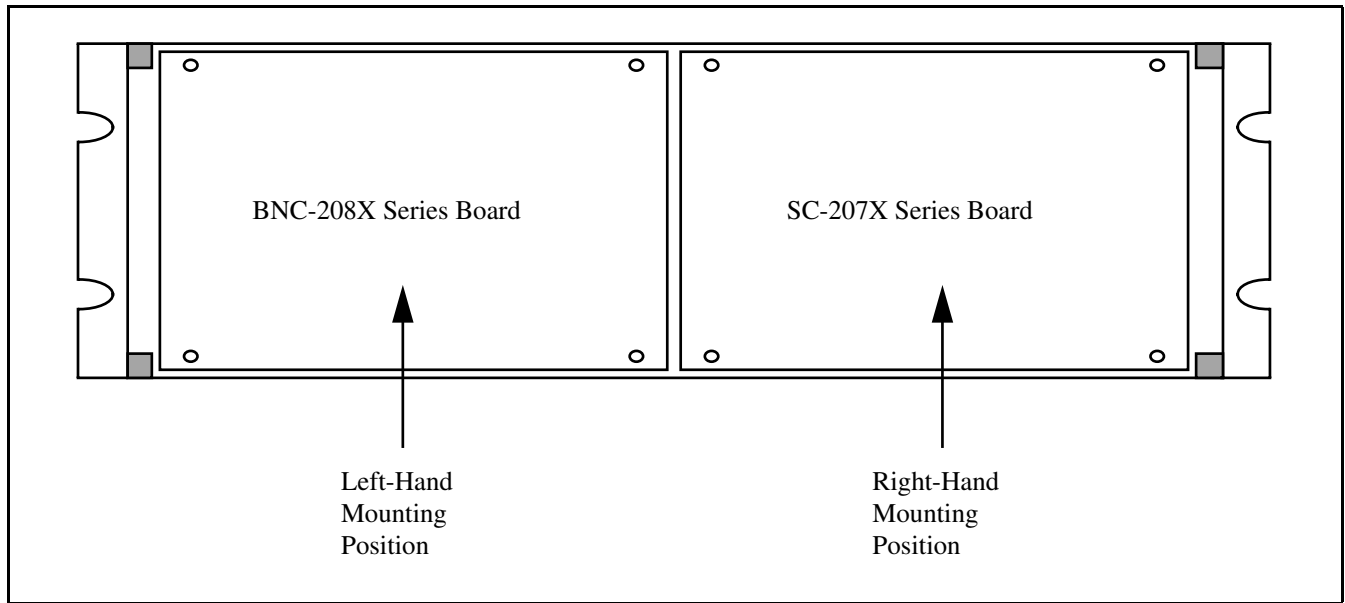 BNC-208X Series Board
SC-207X Series Board
Left-Hand
Mounting
Position
Right-Hand
Mounting
Position